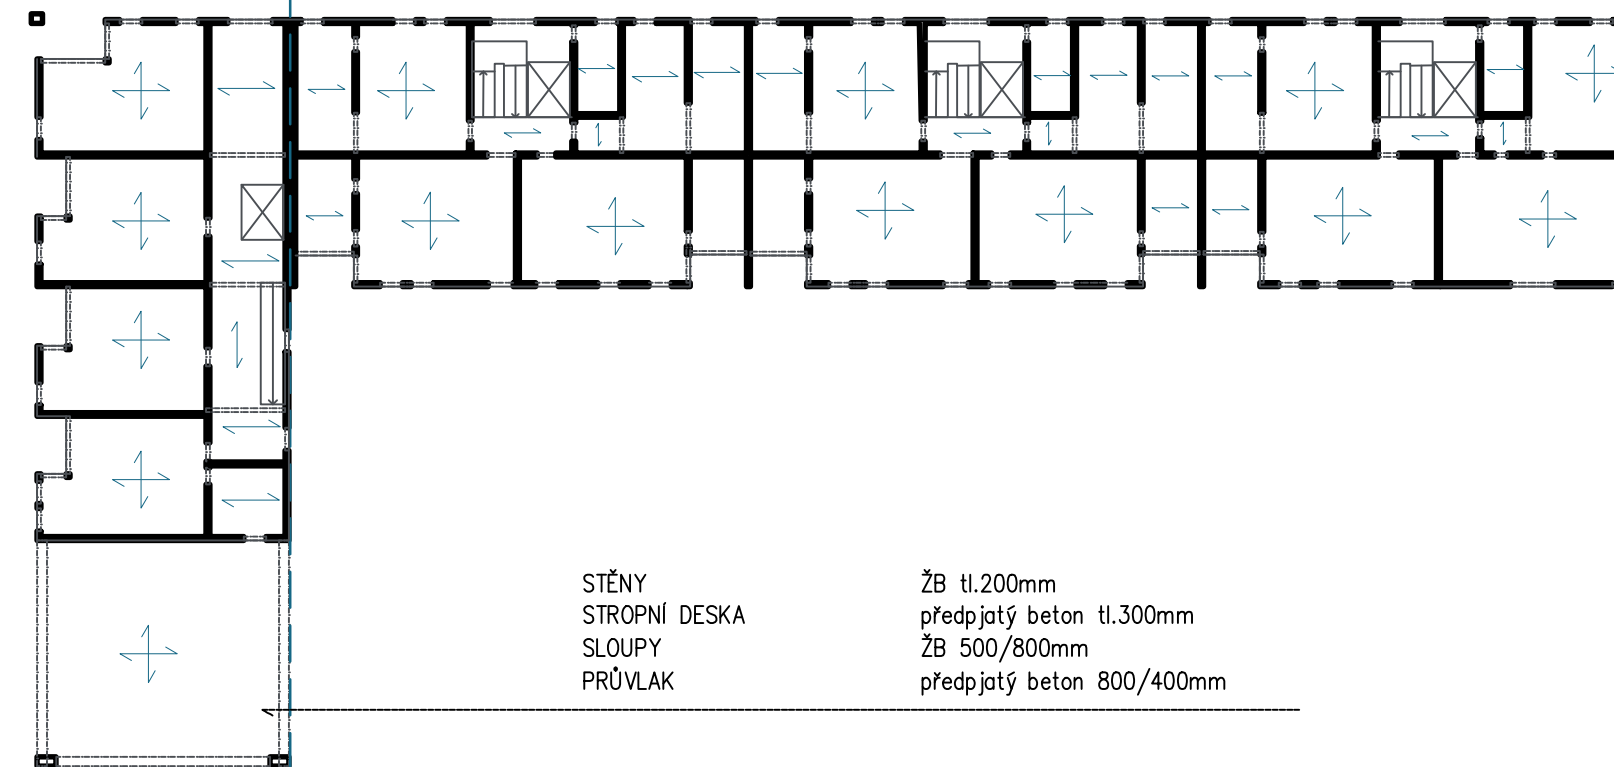 STĚNY ŽB tl.200mm
STROPNÍ DESKA předpjatý beton tl.300mm
SLOUPY ŽB 500/800mm
PRŮVLAK předpjatý beton 800/400mm